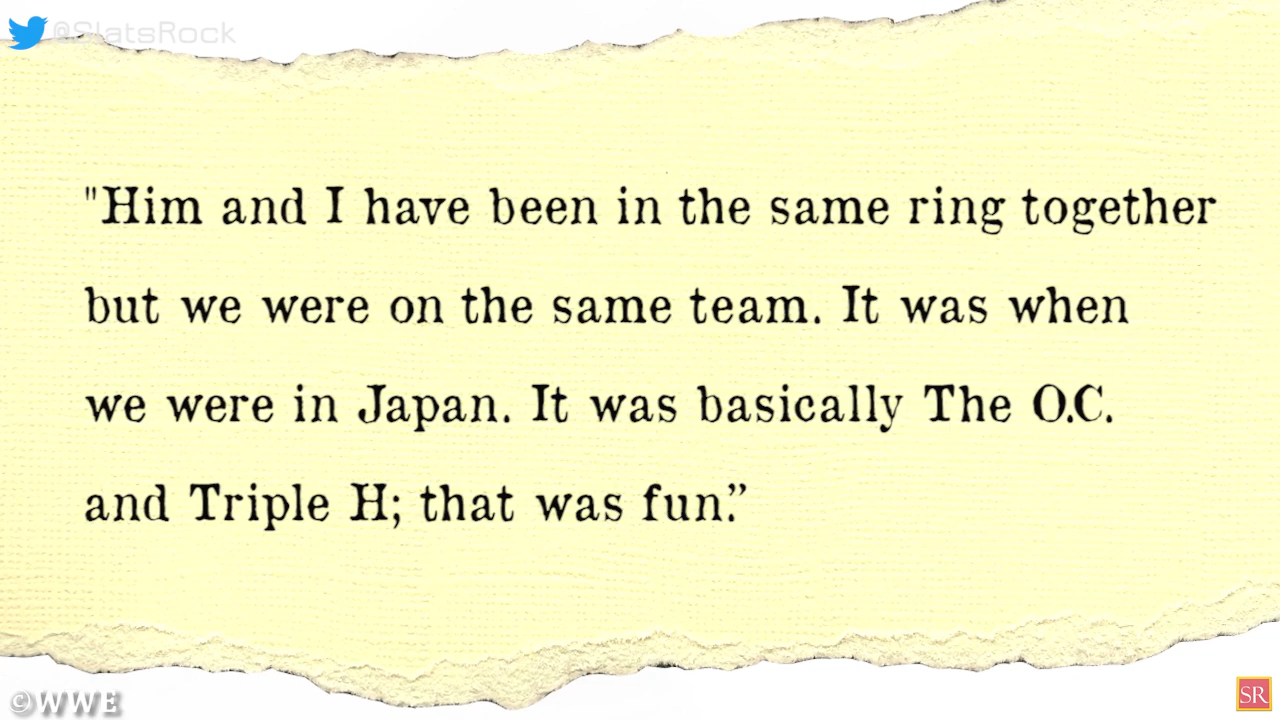 @SlatsRock
"Him and I have been in the same ring together
but we were on the same team. It was when
we were in Japan. It was basically The O.C.
and Triple H; that was fun.”
©WWE
SR